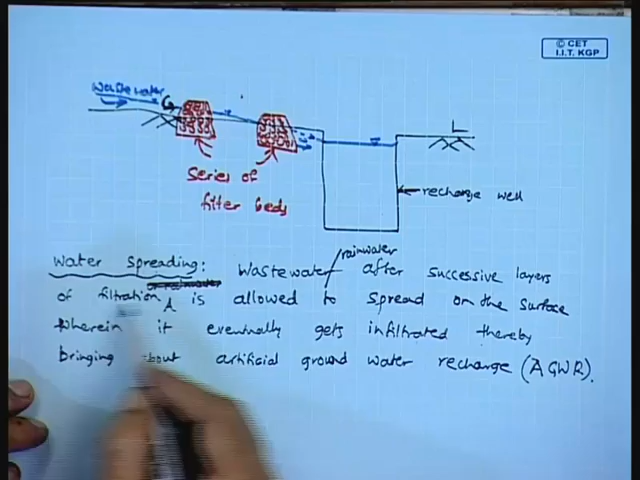 © CET
I.I.T. KGP
Wastewater
Series of
filter beds
recharge well
Water Spreading: Wastewater/rainwater after successive layers
of filtration is allowed to spread on the surface
wherein it eventually gets infiltrated thereby
bringing about artificial ground water recharge (AGWR).